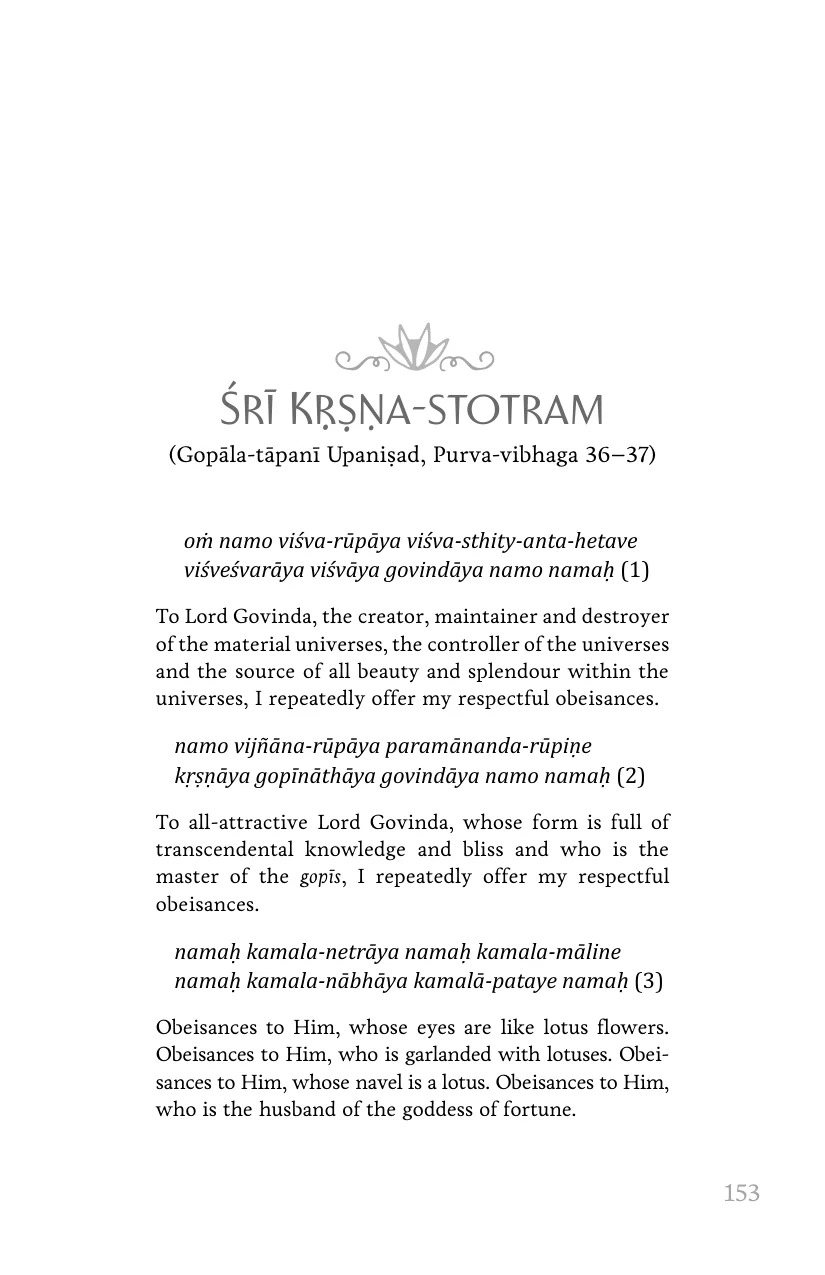 ŚRĪ KṚṢṆA-STOTRAM
(Gopāla-tāpanī Upaniṣad, Purva-vibhaga 36–37)
oṁ namo viśva-rūpāya viśva-sthity-anta-hetave
viśveśvarāya viśvāya govindāya namo namaḥ (1)
To Lord Govinda, the creator, maintainer and destroyer
of the material universes, the controller of the universes
and the source of all beauty and splendour within the
universes, I repeatedly offer my respectful obeisances.
namo vijñāna-rūpāya paramānanda-rūpiṇe
kṛṣṇāya gopīnāthāya govindāya namo namaḥ (2)
To all-attractive Lord Govinda, whose form is full of
transcendental knowledge and bliss and who is the
master of the gopīs, I repeatedly offer my respectful
obeisances.
namaḥ kamala-netrāya namaḥ kamala-māline
namaḥ kamala-nābhāya kamalā-pataye namaḥ (3)
Obeisances to Him, whose eyes are like lotus flowers.
Obeisances to Him, who is garlanded with lotuses. Obei-
sances to Him, whose navel is a lotus. Obeisances to Him,
who is the husband of the goddess of fortune.
153